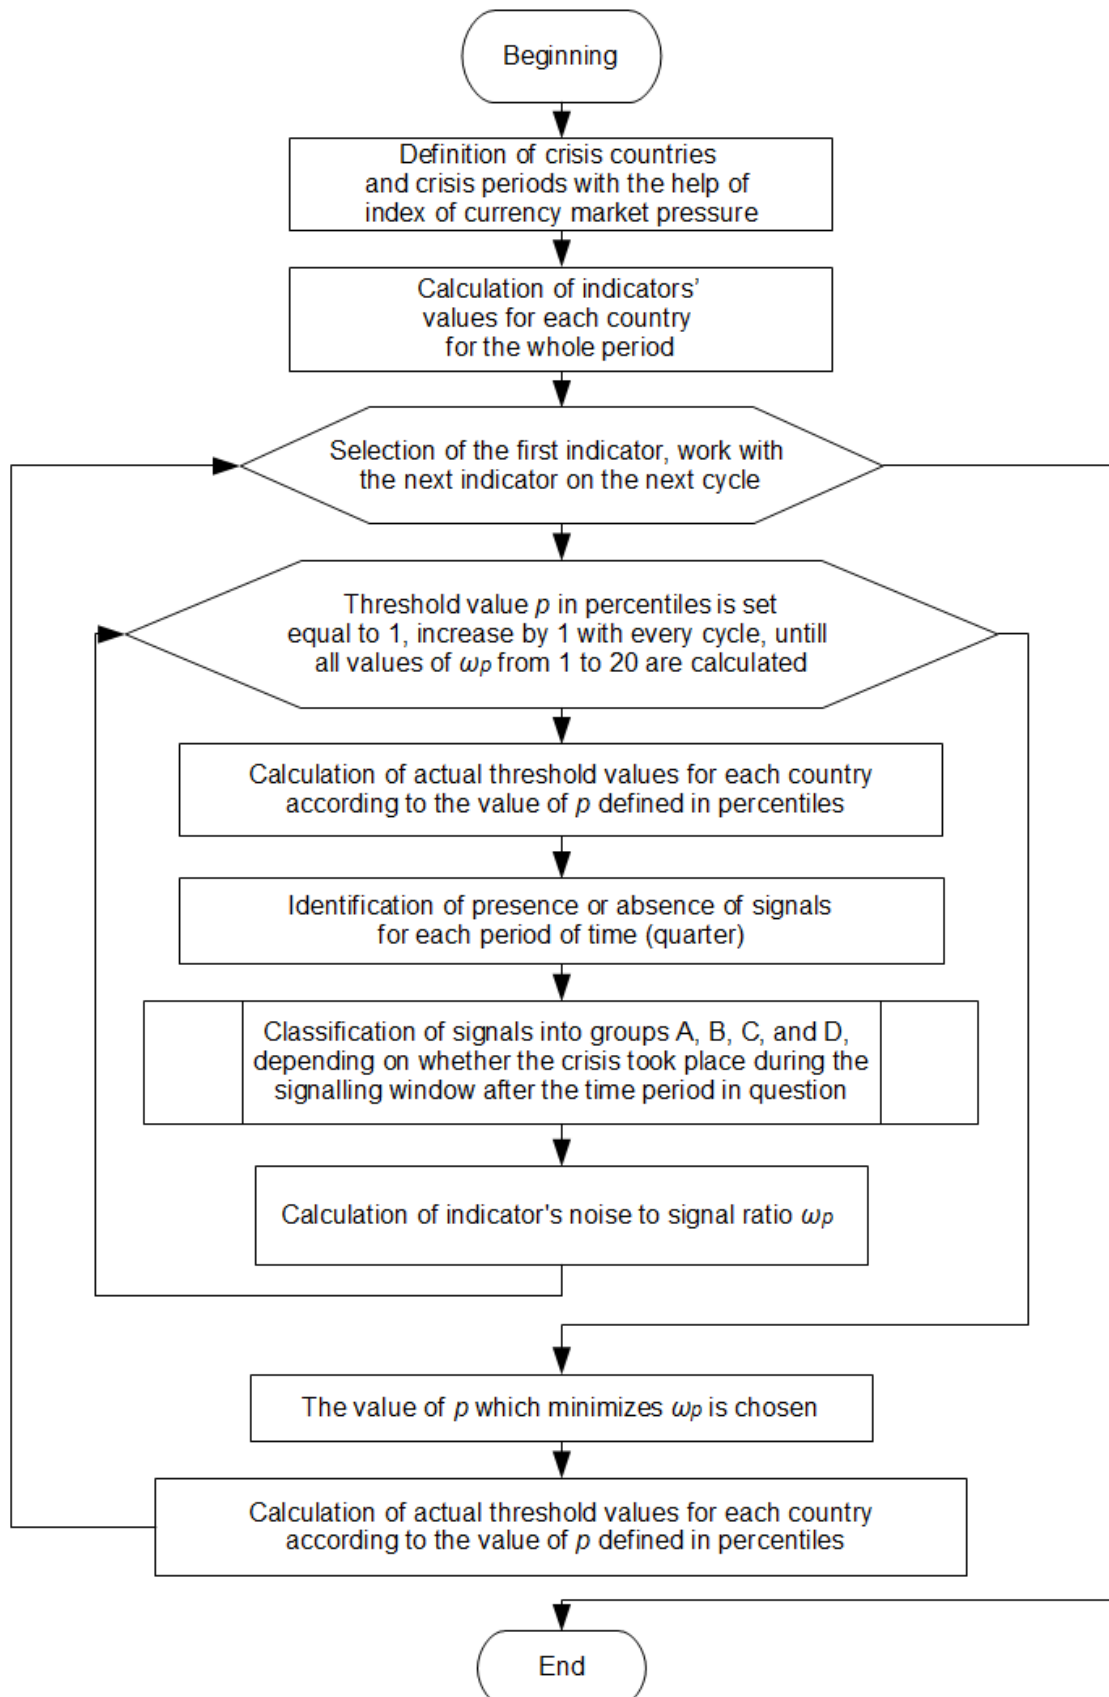 Beginning
Definition of crisis countries
and crisis periods with the help of
index of currency market pressure
Calculation of indicators’
values for each country
for the whole period
Selection of the first indicator, work with
the next indicator on the next cycle
Threshold value p in percentiles is set
equal to 1, increase by 1 with every cycle, untill
all values of ωp from 1 to 20 are calculated
Calculation of actual threshold values for each country
according to the value of p defined in percentiles
Identification of presence or absence of signals
for each period of time (quarter)
Classification of signals into groups A, B, C, and D,
depending on whether the crisis took place during the
signalling window after the time period in question
Calculation of indicator's noise to signal ratio ωp
The value of p which minimizes ωp is chosen
Calculation of actual threshold values for each country
according to the value of p defined in percentiles
End